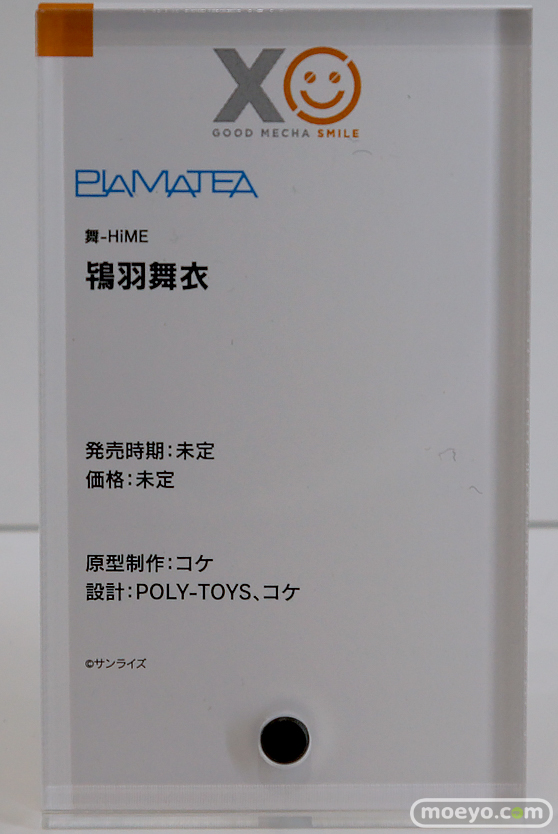 XO
GOOD MECHA SMILE
PLAMATEA
舞-HiME
鴇羽舞衣
発売時期：未定
価格：未定
原型制作：コケ
設計：POLY-TOYS、コケ
©サンライズ
moeyo.com